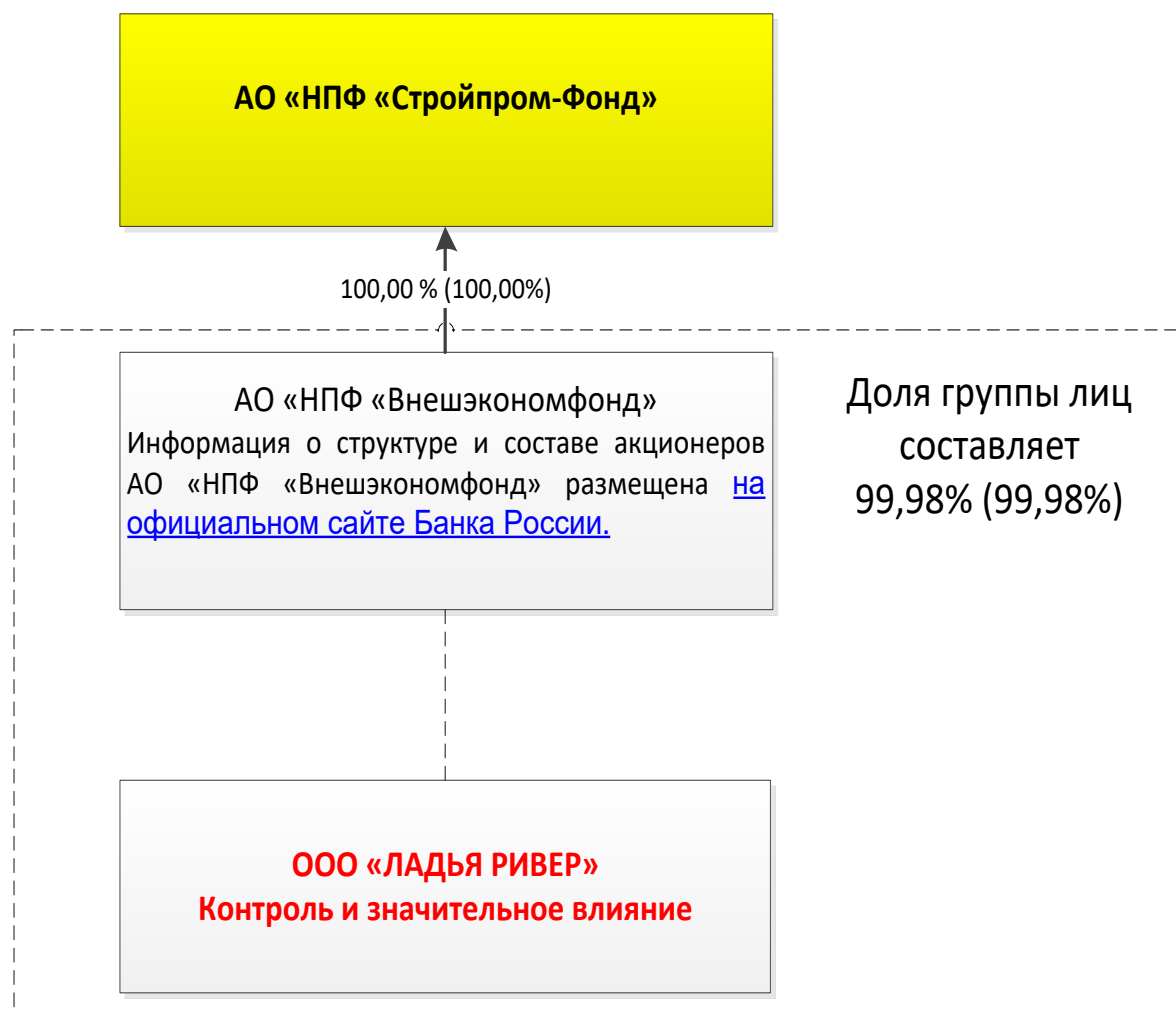 АО «НПФ «Стройпром-Фонд»
100,00 % (100,00%)
АО «НПФ «Внешэкономфонд»
Информация о структуре и составе акционеров
АО «НПФ «Внешэкономфонд» размещена на
официальном сайте Банка России.
Доля группы лиц
составляет
99,98% (99,98%)
ООО «ЛАДЬЯ РИВЕР»
Контроль и значительное влияние